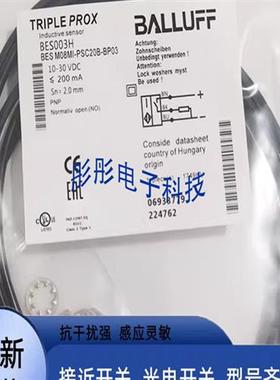 TRIPLE PROX
Inductive sensor
BES003H
BES M08MI-PSC20B-BP03
10-30 VDC
≤ 200 mA
Sn= 2.0 mm
PNP
Normally open(NO)
BALLUFF
Achtung:
Zahnscheiben
unbedingt verwenden!
Attention:
Lock washers must be used!
Conside datasheet
country of Hungary
origin
CE
EAC
彤彤电子科技
224762
新
抗干扰强 感应灵敏
接近开关 光电开关 型号齐